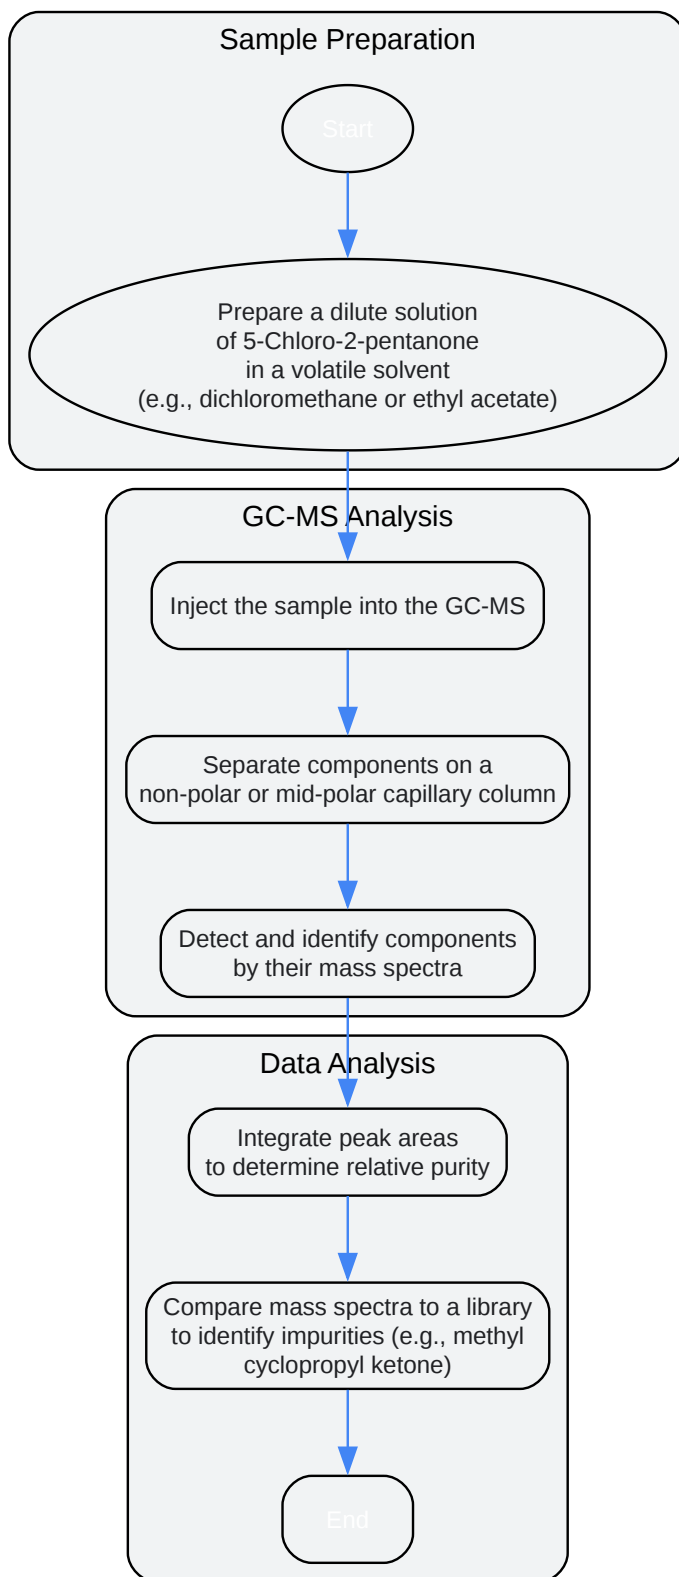 Sample Preparation
Start
Prepare a dilute solution
of 5-Chloro-2-pentanone
in a volatile solvent
(e.g., dichloromethane or ethyl acetate)
GC-MS Analysis
Inject the sample into the GC-MS
Separate components on a
non-polar or mid-polar capillary column
Detect and identify components
by their mass spectra
Data Analysis
Integrate peak areas
to determine relative purity
Compare mass spectra to a library
to identify impurities (e.g., methyl
cyclopropyl ketone)
End